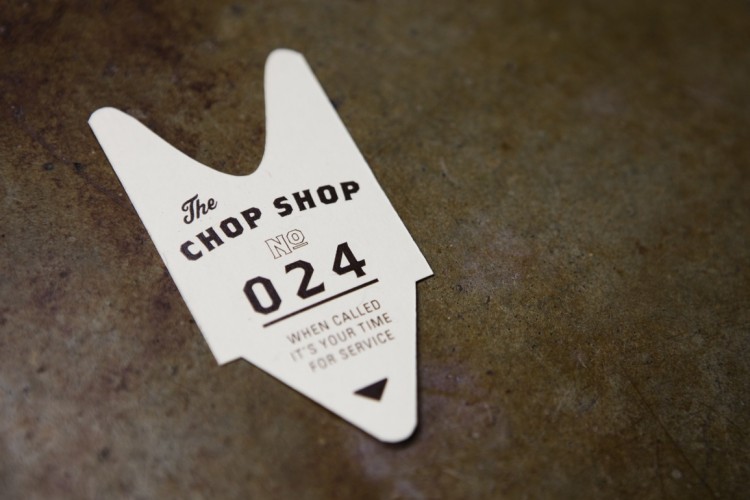 The
CHOP SHOP
Nº
024
WHEN CALLED
IT'S YOUR TIME
FOR SERVICE